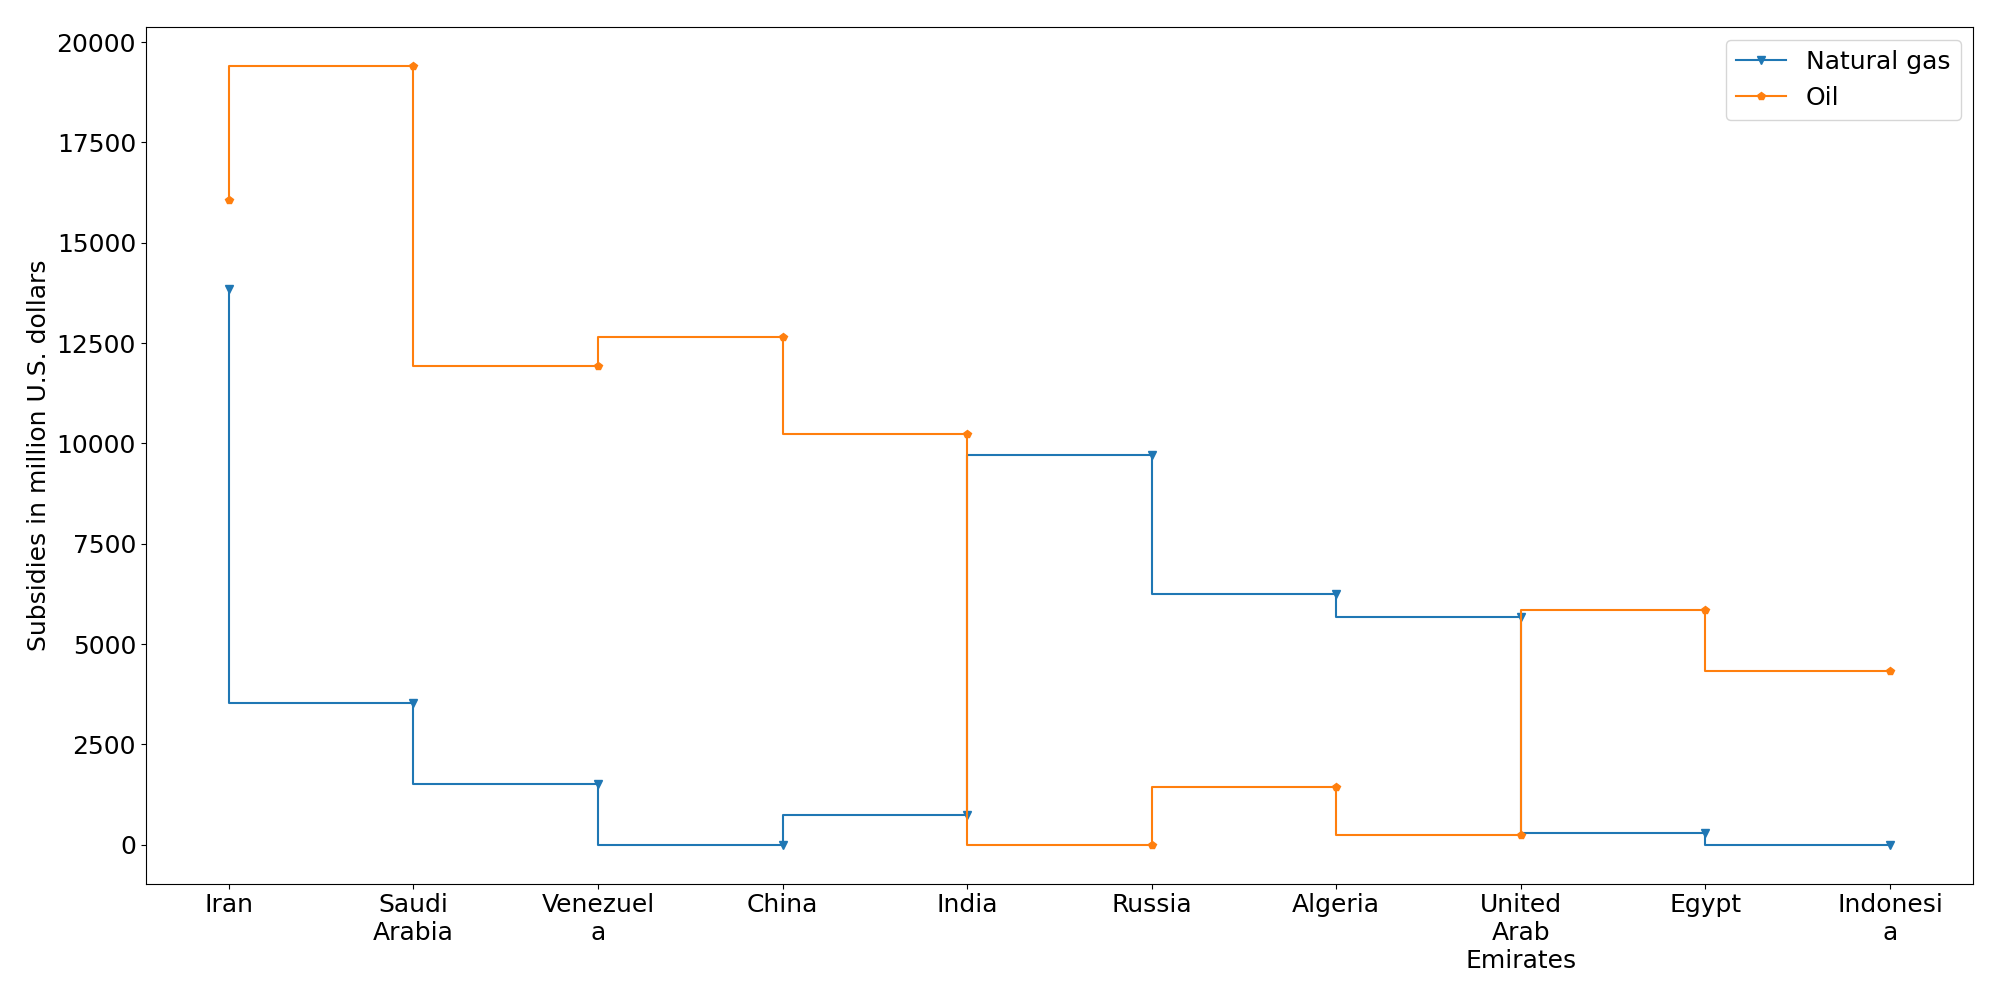 20000
17500
15000
12500
10000
7500
5000
2500
0
Subsidies in million U.S. dollars
Natural gas
Oil
Iran
Saudi
Arabia
Venezuel
a
China
India
Russia
Algeria
United
Arab
Emirates
Egypt
Indonesi
a